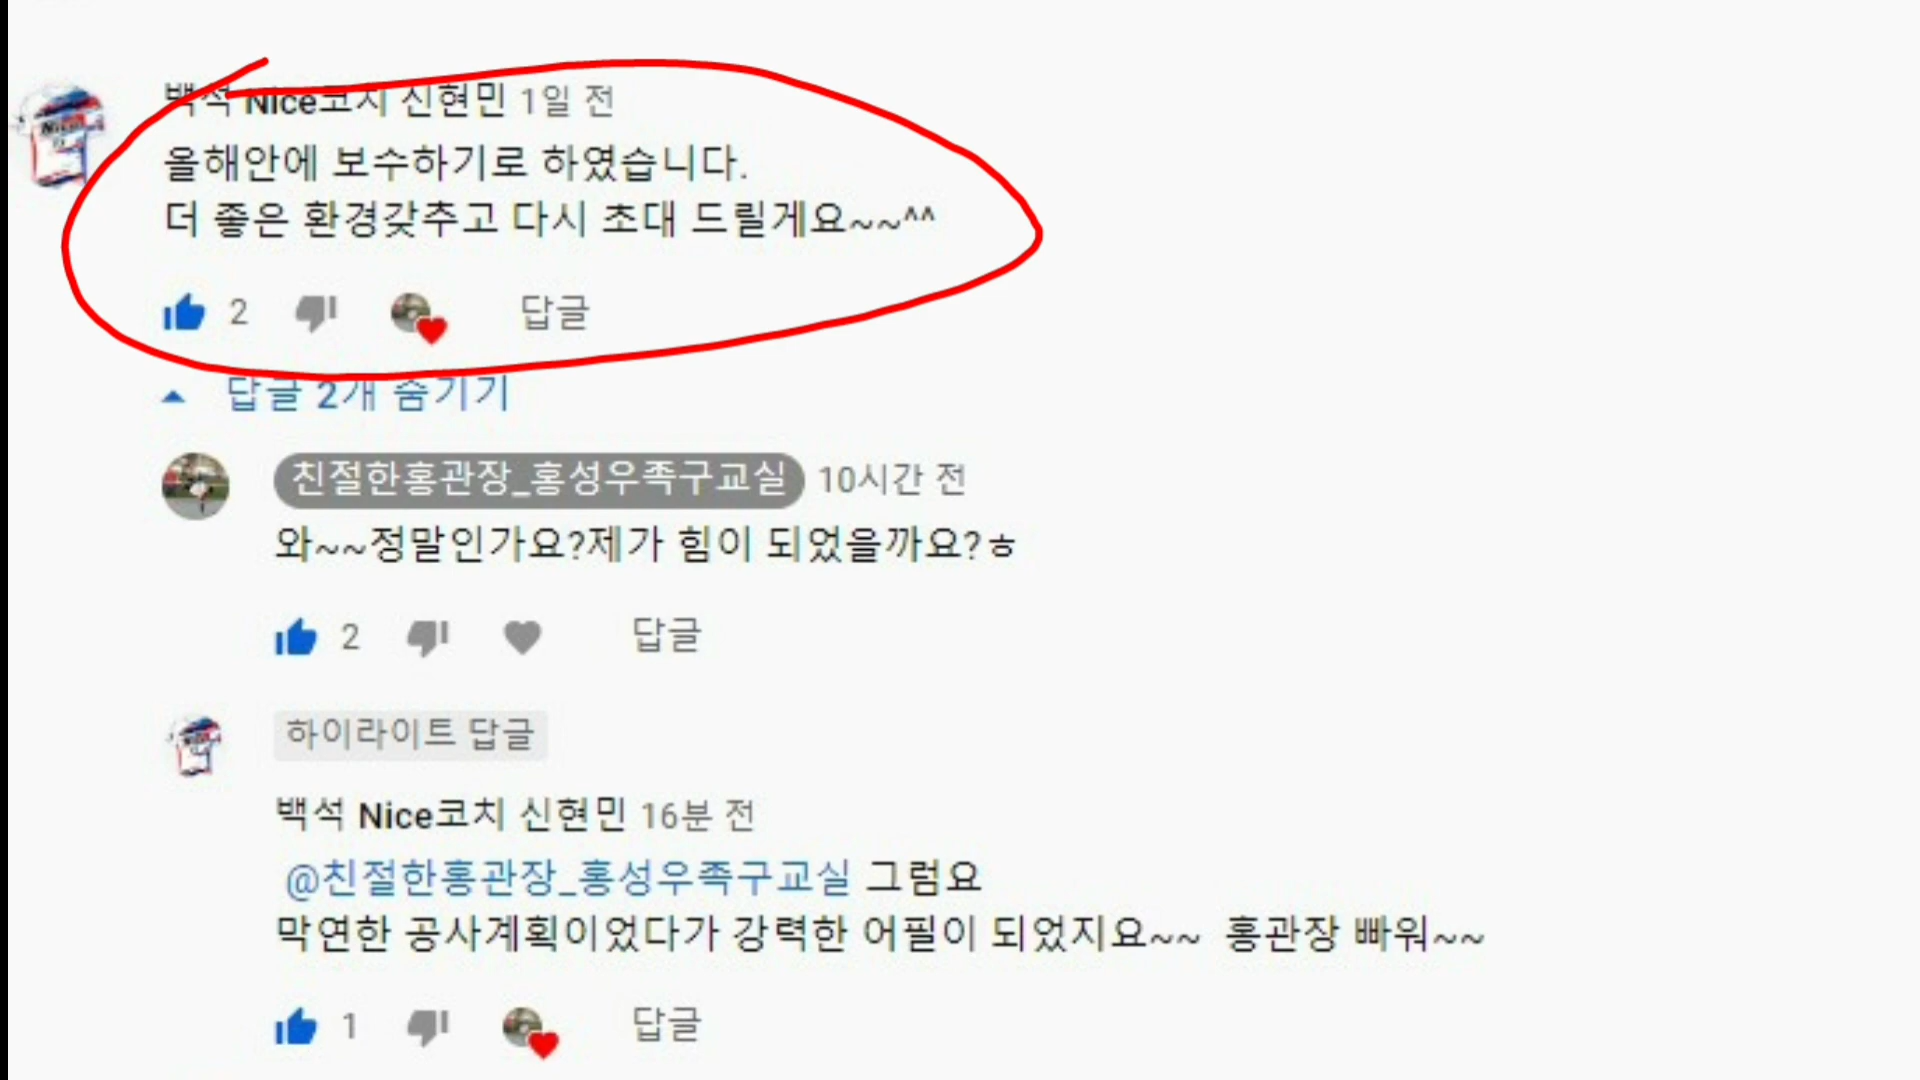 백석 Nice코치 신현민 1일 전
올해안에 보수하기로 하였습니다.
더 좋은 환경갖추고 다시 초대 드릴게요~~^^
2 답글
답글 2개 숨기기
친절한홍관장_홍성우족구교실 10시간 전
와~~정말인가요?제가 힘이 되었을까요?ㅎ
2 답글
하이라이트 답글
백석 Nice코치 신현민 16분 전
@친절한홍관장_홍성우족구교실 그럼요
막연한 공사계획이었다가 강력한 어필이 되었지요~~ 홍관장 빠워~~
1 답글